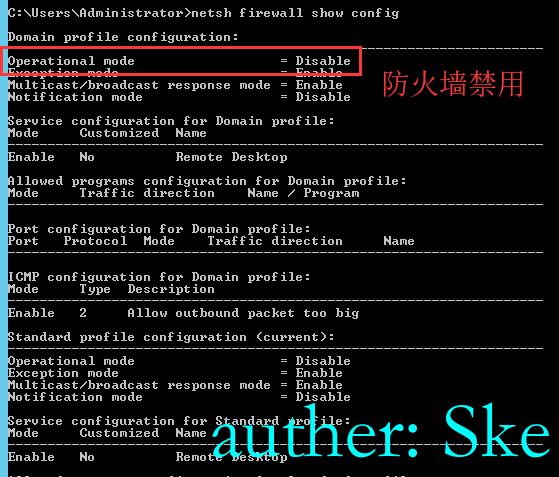 C:\Users\Administrator>netsh firewall show config
Domain profile configuration:
Operational mode = Disable
防火墙禁用
Exception mode = Enable
Multicast/broadcast response mode = Enable
Notification mode = Disable
Service configuration for Domain profile:
Mode Customized Name
Enable No Remote Desktop
Allowed programs configuration for Domain profile:
Mode Traffic direction Name / Program
Port configuration for Domain profile:
Port Protocol Mode Traffic direction Name
ICMP configuration for Domain profile:
Mode Type Description
Enable 2 Allow outbound packet too big
Standard profile configuration (current):
Operational mode = Disable
Exception mode = Enable
Multicast/broadcast response mode = Enable
Notification mode = Disable
Service configuration for Standard profile:
Mode Customized Name
auther: Ske
Enable No Remote Desktop